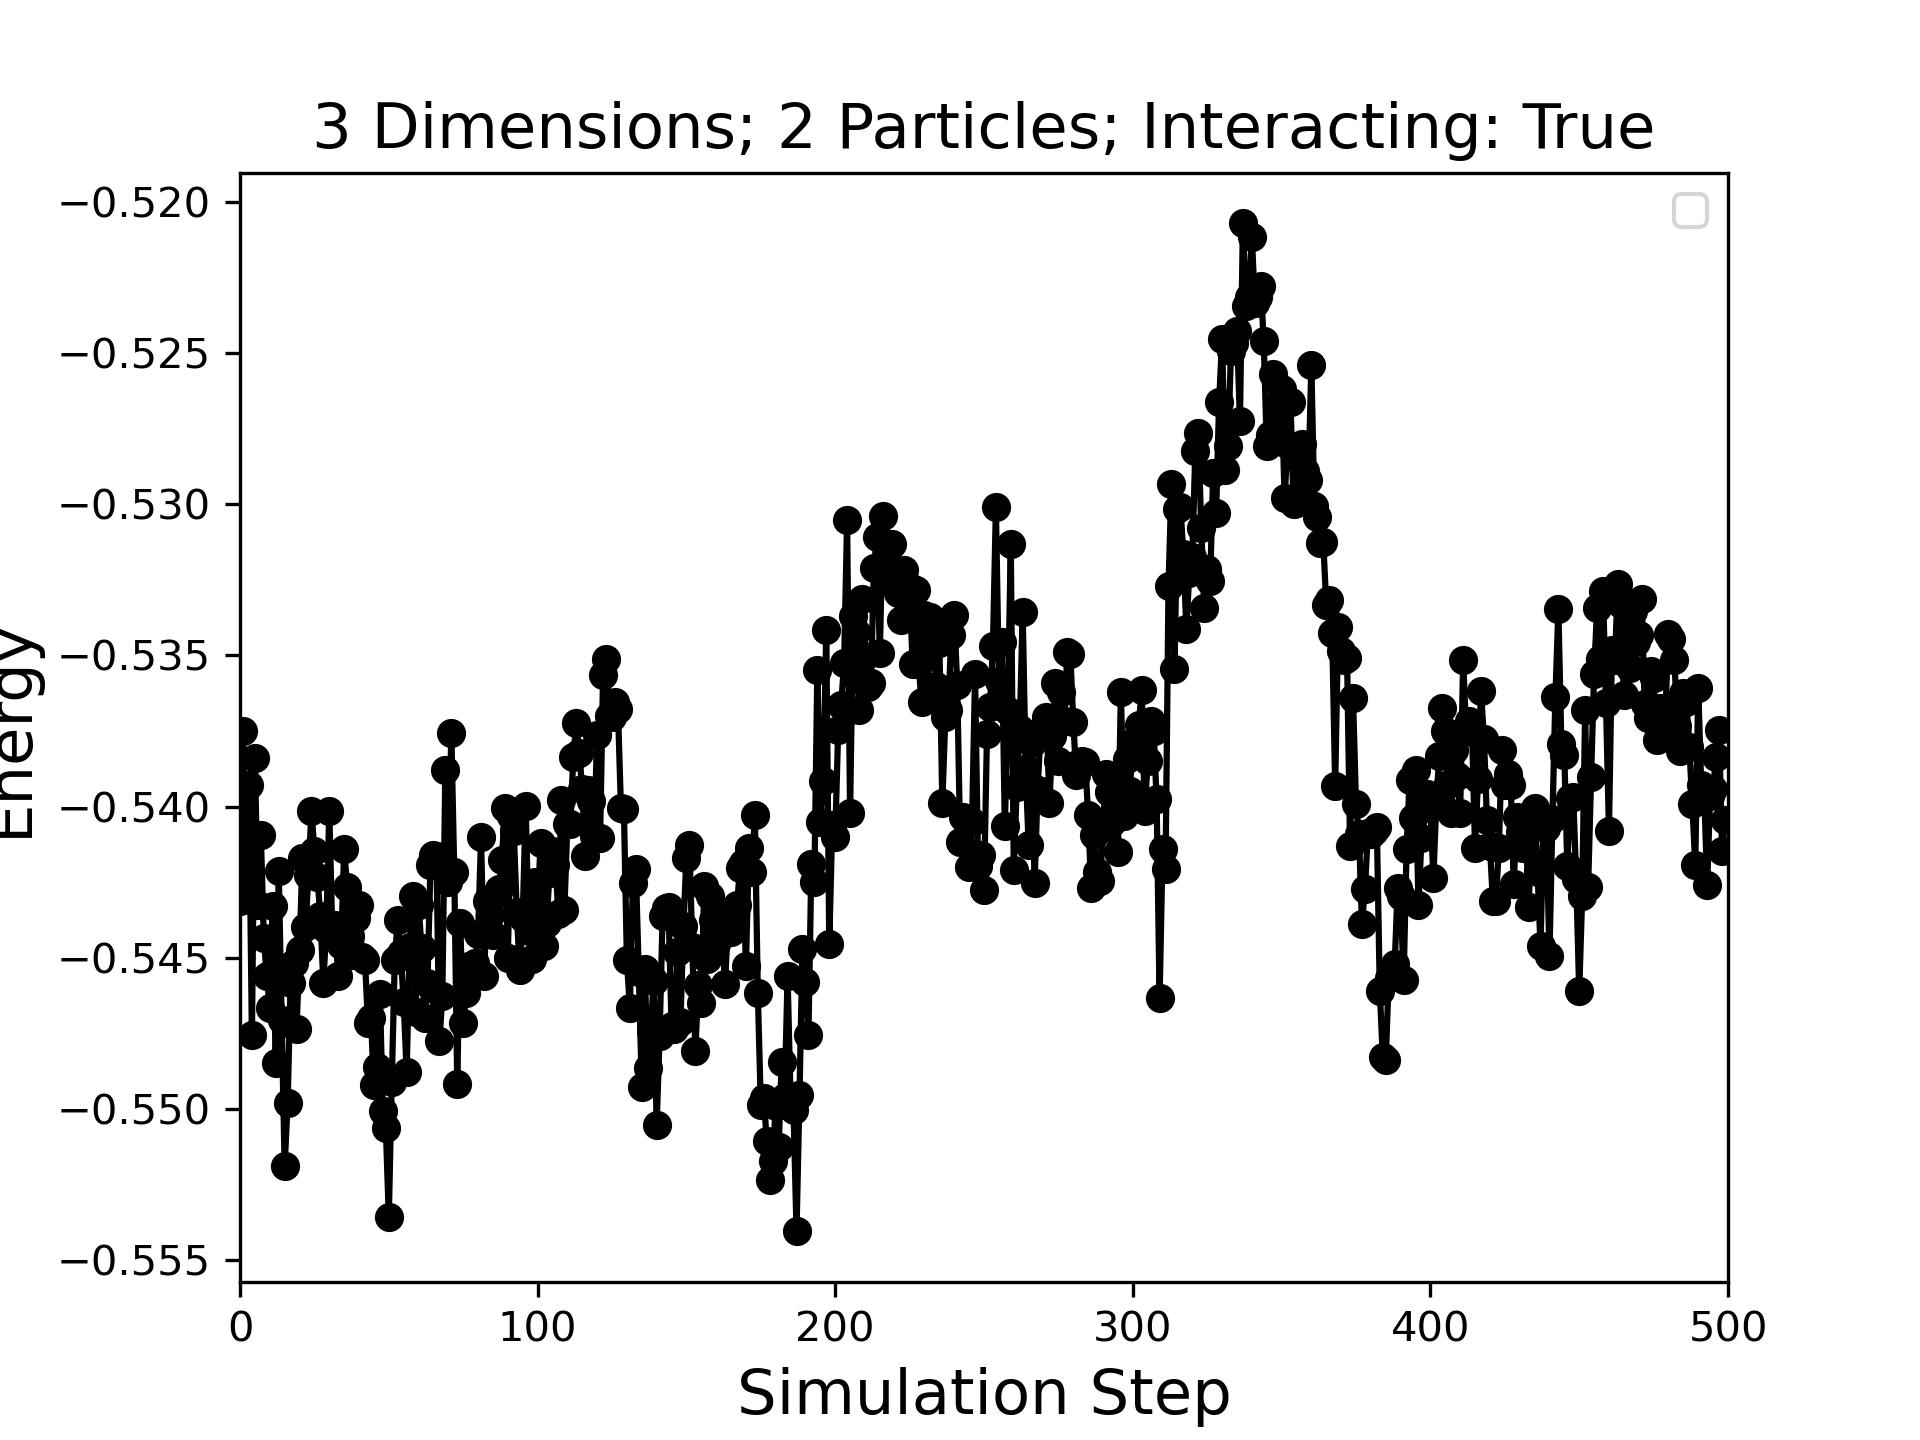 3 Dimensions; 2 Particles; Interacting: True
−0.520
−0.525
−0.530
−0.535
−0.540
−0.545
−0.550
−0.555
Energy
0 100 200 300 400 500
Simulation Step